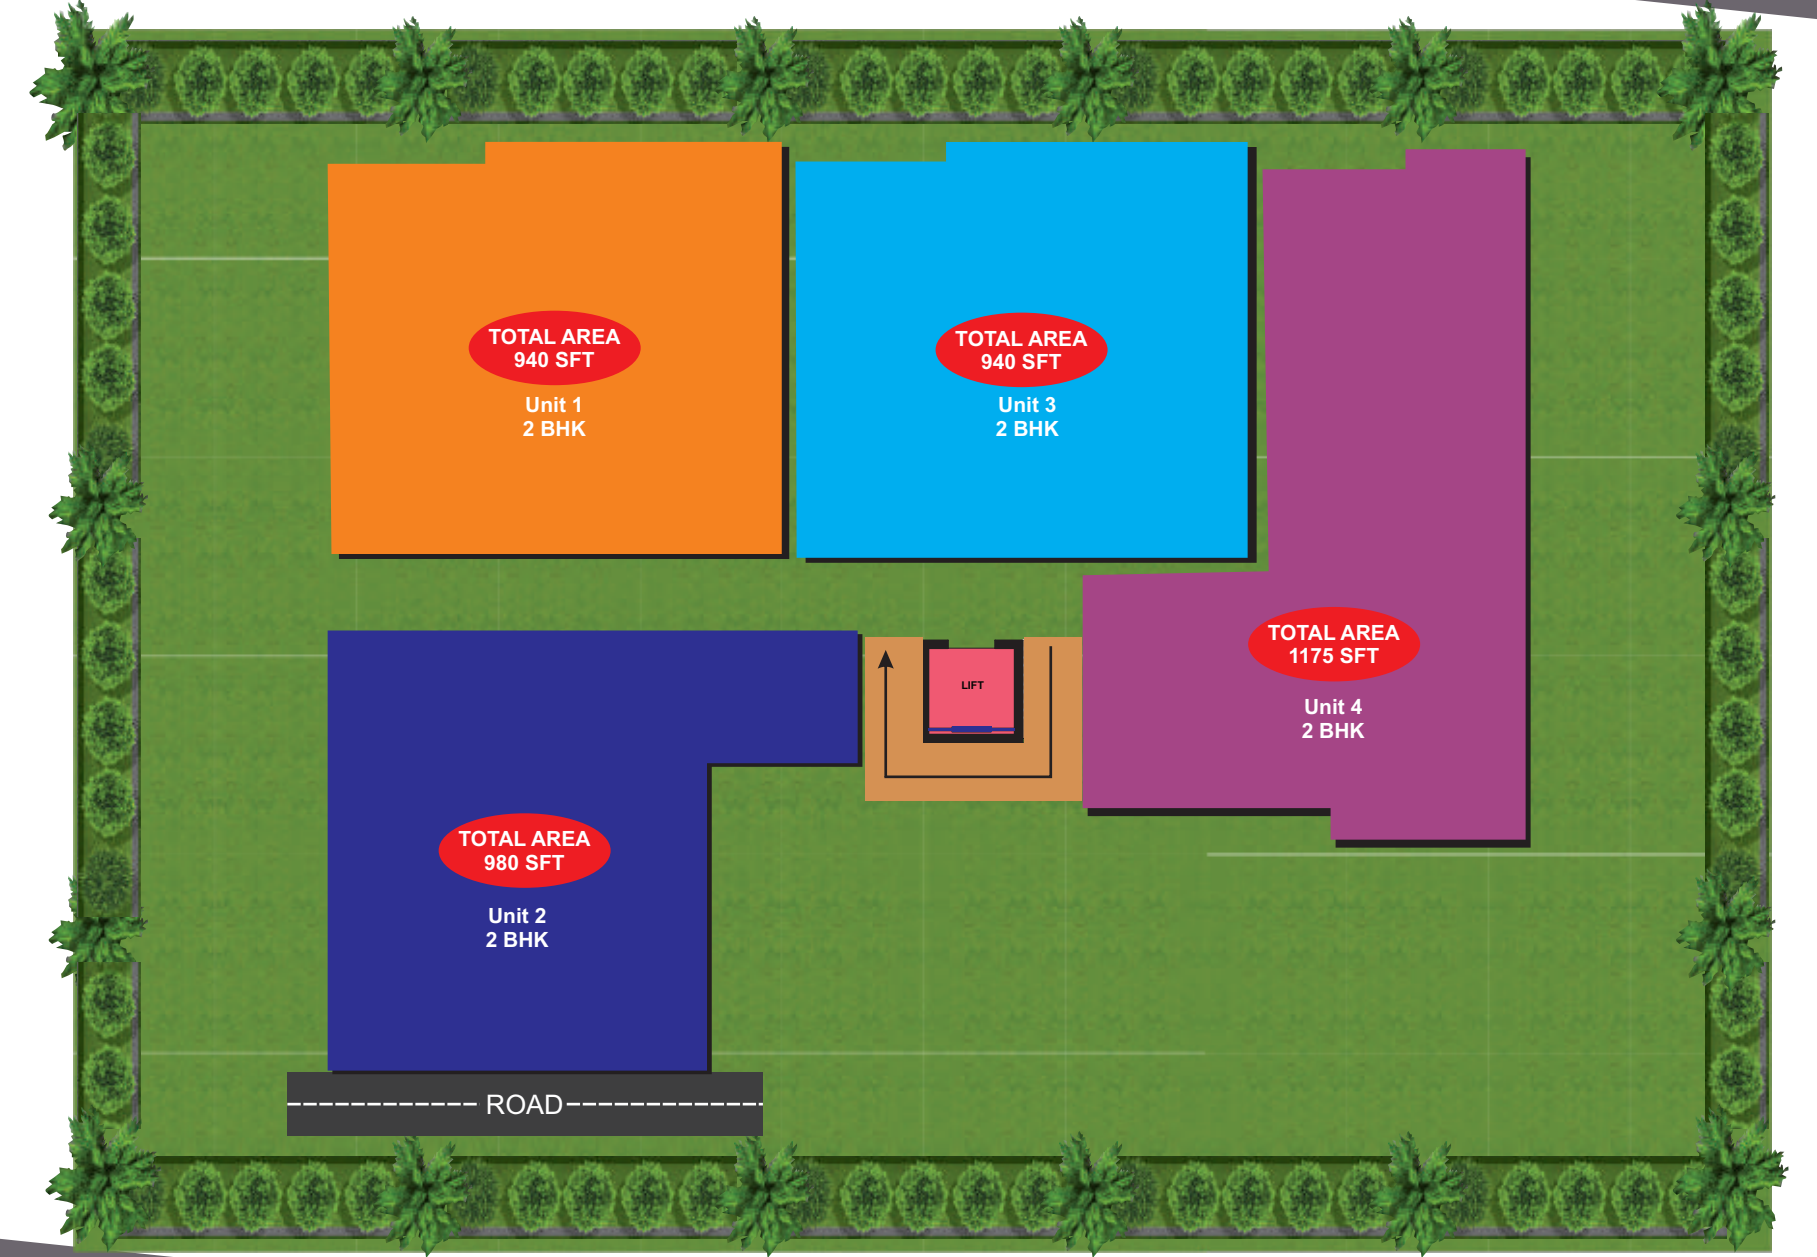 TOTAL AREA
940 SFT
Unit 1
2 BHK
TOTAL AREA
940 SFT
Unit 3
2 BHK
TOTAL AREA
1175 SFT
Unit 4
2 BHK
LIFT
TOTAL AREA
980 SFT
Unit 2
2 BHK
ROAD